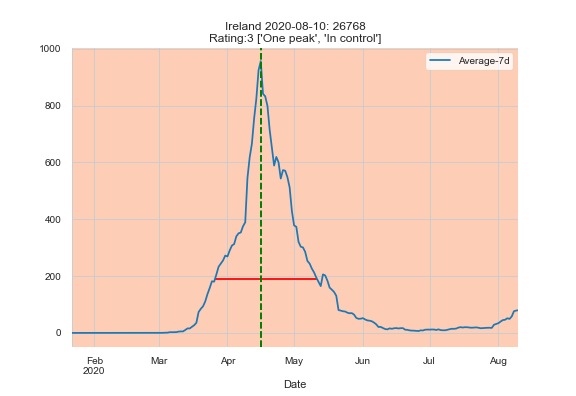 Ireland 2020-08-10: 26768
Rating:3 ['One peak', 'In control']
Average-7d
1000
800
600
400
200
0
Feb Mar Apr May Jun Jul Aug
2020
Date